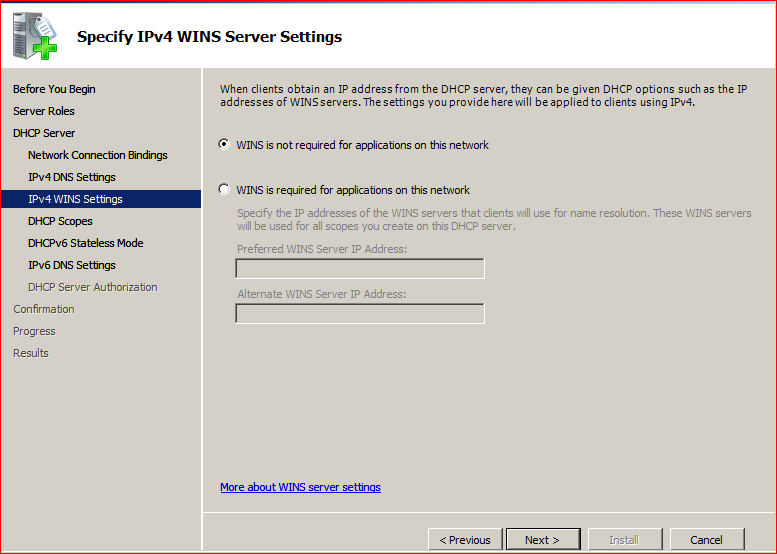 Specify IPv4 WINS Server Settings
Before You Begin
Server Roles
DHCP Server
Network Connection Bindings
IPv4 DNS Settings
IPv4 WINS Settings
DHCP Scopes
DHCPv6 Stateless Mode
IPv6 DNS Settings
DHCP Server Authorization
Confirmation
Progress
Results
When clients obtain an IP address from the DHCP server, they can be given DHCP options such as the IP
addresses of WINS servers. The settings you provide here will be applied to clients using IPv4.
WINS is not required for applications on this network
WINS is required for applications on this network
Specify the IP addresses of the WINS servers that clients will use for name resolution. These WINS servers
will be used for all scopes you create on this DHCP server.
Preferred WINS Server IP Address:
Alternate WINS Server IP Address:
More about WINS server settings
< Previous
Next >
Install
Cancel